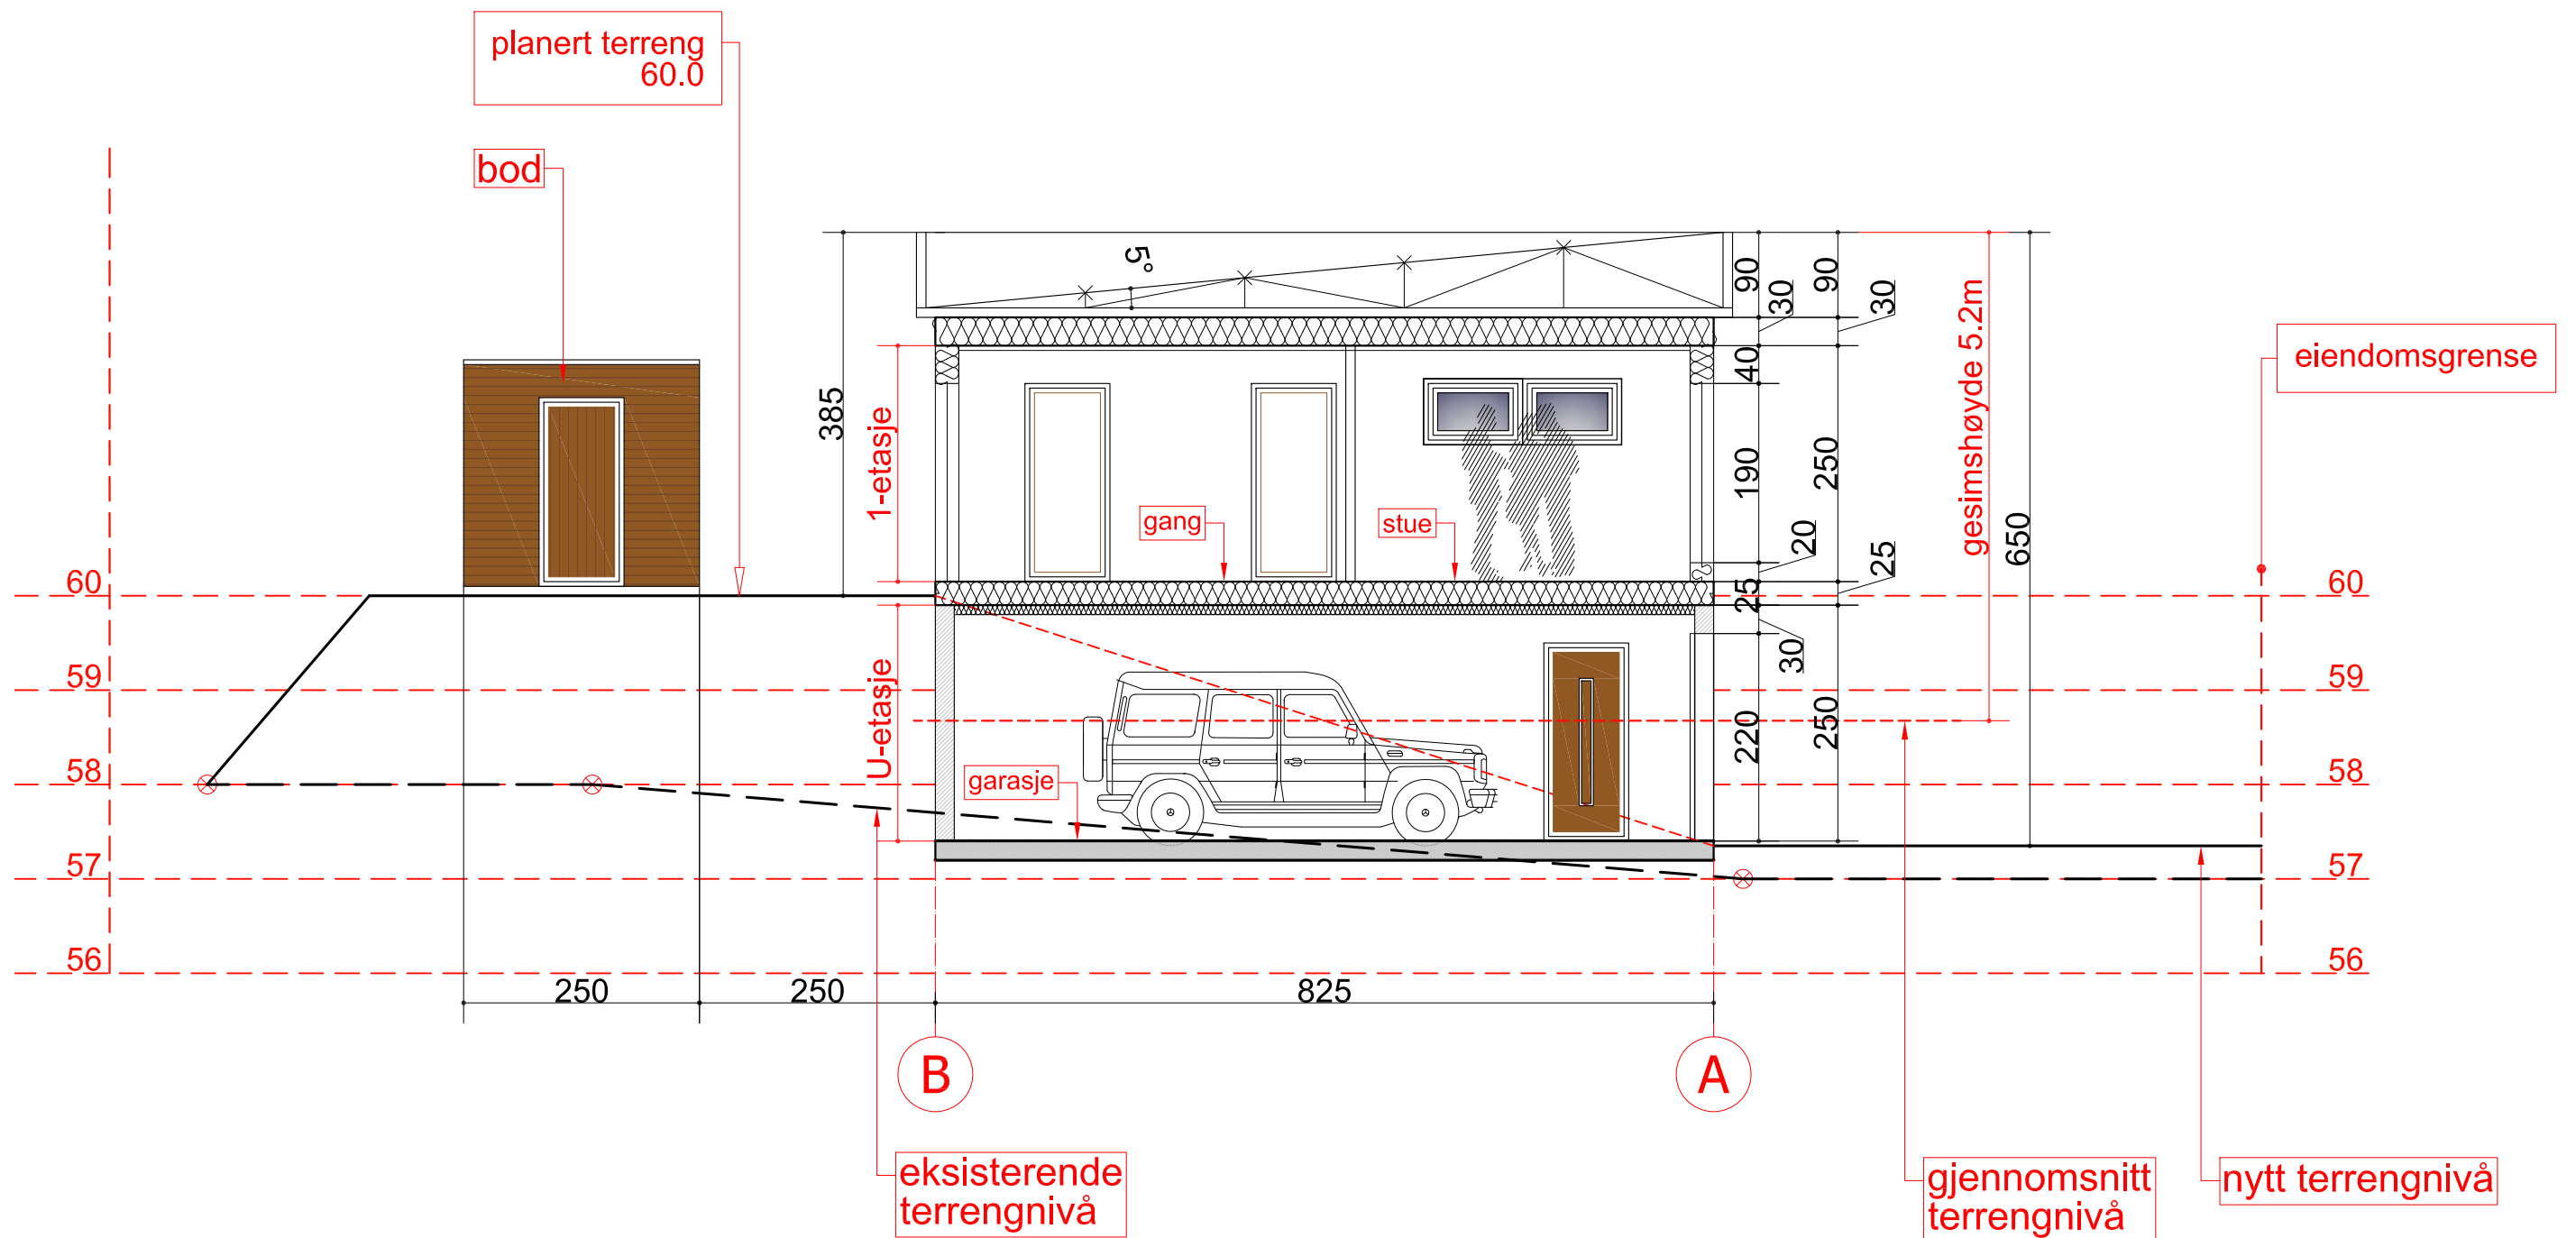 planert terreng
60.0
bod
5°
90
30
90
30
385
1-etasje
40
190
250
20
25
25
30
gesimshøyde 5.2m
650
eiendomsgrense
gang
stue
60
60
59
59
U-etasje
220
250
58
58
garasje
57
57
56
56
250
250
825
B
A
eksisterende
terrengnivå
gjennomsnitt
terrengnivå
nytt terrengnivå